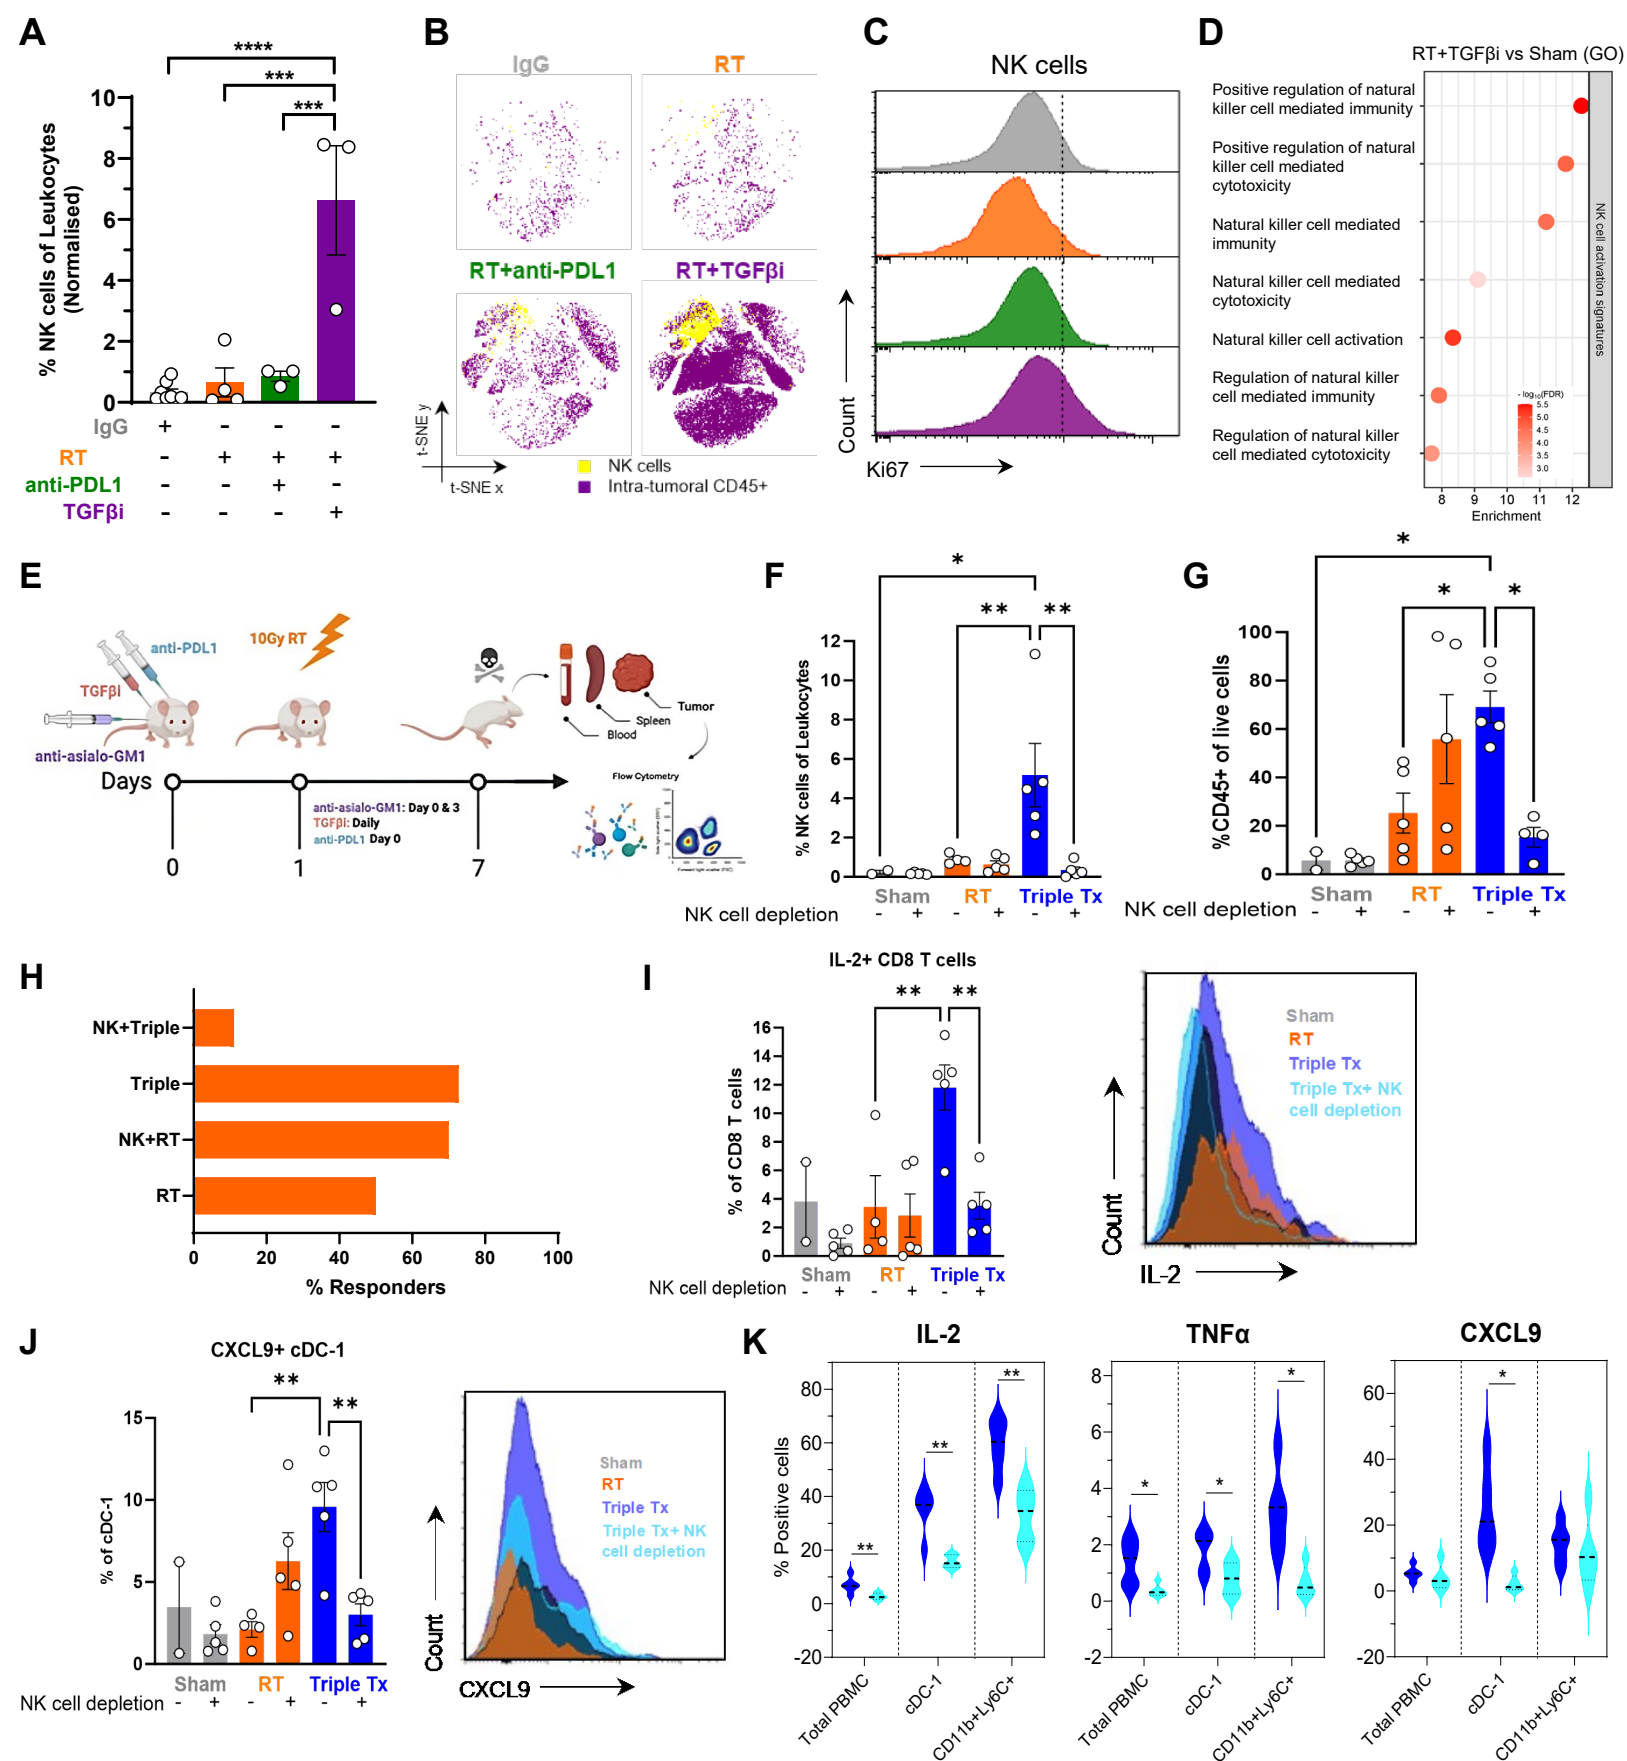 A
****
***
***
% NK cells of Leukocytes
(Normalised)
10
8
6
4
2
0
IgG + - - -
RT - + + +
anti-PDL1 - - + -
TGFβi - - - +
B
IgG
RT
RT+anti-PDL1
RT+TGFβi
t-SNE y
t-SNE x
NK cells
Intra-tumoral CD45+
C
NK cells
Count
Ki67
D
RT+TGFβi vs Sham (GO)
Positive regulation of natural
killer cell mediated immunity
Positive regulation of natural
killer cell mediated
cytotoxicity
Natural killer cell mediated
immunity
Natural killer cell mediated
cytotoxicity
Natural killer cell activation
Regulation of natural killer
cell mediated immunity
Regulation of natural killer
cell mediated cytotoxicity
NK cell activation signatures
- log10(FDR)
5.5
5.0
4.5
4.0
3.5
3.0
8 9 10 11 12
Enrichment
E
anti-PDL1
TGFβi
anti-asialo-GM1
10Gy RT
Tumor
Spleen
Blood
Flow Cytometry
Days
anti-asialo-GM1: Day 0 & 3
TGFβi: Daily
anti-PDL1 Day 0
0 1 7
F
*
** **
% NK cells of Leukocytes
12
10
8
6
4
2
0
Sham RT Triple Tx
NK cell depletion - + - + - +
G
*
* *
%CD45+ of live cells
100
80
60
40
20
0
Sham RT Triple Tx
NK cell depletion - + - + - +
H
NK+Triple
Triple
NK+RT
RT
0 20 40 60 80 100
% Responders
I
IL-2+ CD8 T cells
** **
% of CD8 T cells
16
14
12
10
8
6
4
2
0
Sham RT Triple Tx
NK cell depletion - + - + - +
Sham
RT
Triple Tx
Triple Tx+ NK
cell depletion
Count
IL-2
J
CXCL9+ cDC-1
**
**
% of cDC-1
15
10
5
0
Sham RT Triple Tx
NK cell depletion - + - + - +
Sham
RT
Triple Tx
Triple Tx+ NK
cell depletion
Count
CXCL9
K
IL-2
% Positive cells
80
60
40
20
0
-20
**
**
**
Total PBMC
cDC-1
CD11b+Ly6C+
TNFα
8
6
4
2
0
-2
*
*
*
Total PBMC
cDC-1
CD11b+Ly6C+
CXCL9
60
40
20
0
-20
*
Total PBMC
cDC-1
CD11b+Ly6C+